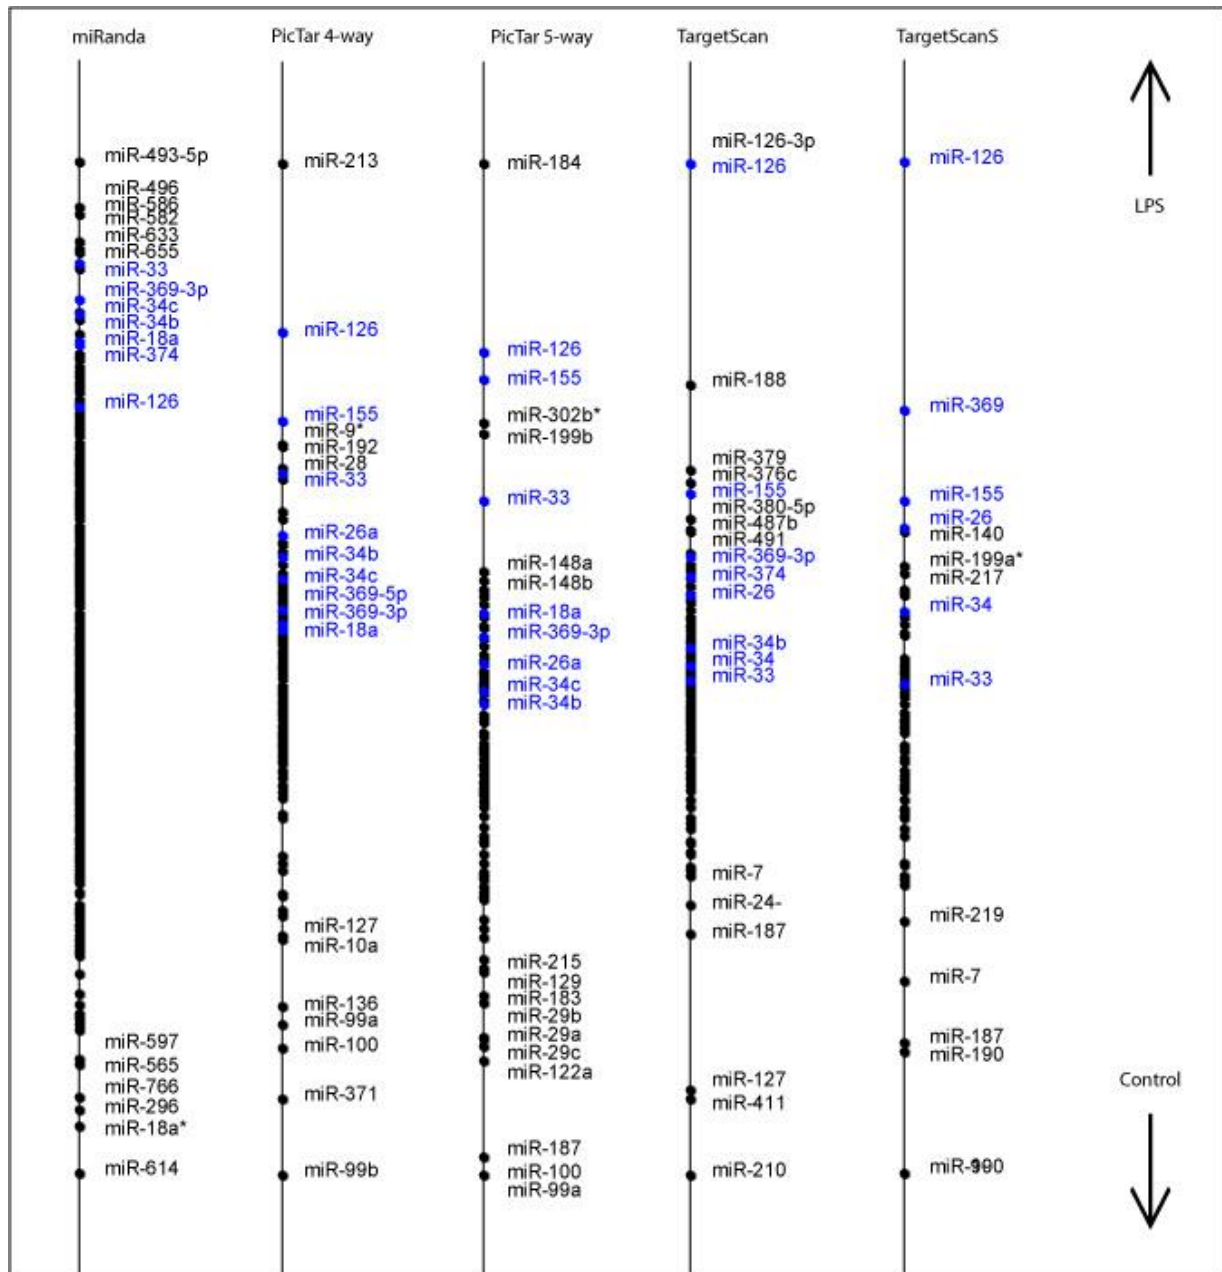 miRanda
PicTar 4-way
PicTar 5-way
TargetScan
TargetScanS
miR-493-5p
miR-496
miR-586
miR-582
miR-633
miR-655
miR-33
miR-369-3p
miR-34c
miR-34b
miR-18a
miR-374
miR-126
miR-597
miR-565
miR-766
miR-296
miR-18a*
miR-614
miR-213
miR-126
miR-155
miR-9*
miR-192
miR-28
miR-33
miR-26a
miR-34b
miR-34c
miR-369-5p
miR-369-3p
miR-18a
miR-127
miR-10a
miR-136
miR-99a
miR-100
miR-371
miR-99b
miR-184
miR-126
miR-155
miR-302b*
miR-199b
miR-33
miR-148a
miR-148b
miR-18a
miR-369-3p
miR-26a
miR-34c
miR-34b
miR-215
miR-129
miR-183
miR-29b
miR-29a
miR-29c
miR-122a
miR-187
miR-100
miR-99a
miR-126-3p
miR-126
miR-188
miR-379
miR-376c
miR-155
miR-380-5p
miR-487b
miR-491
miR-369-3p
miR-374
miR-26
miR-34b
miR-34
miR-33
miR-7
miR-24-
miR-187
miR-127
miR-411
miR-210
miR-126
miR-369
miR-155
miR-26
miR-140
miR-199a*
miR-217
miR-34
miR-33
miR-219
miR-7
miR-187
miR-190
LPS
Control